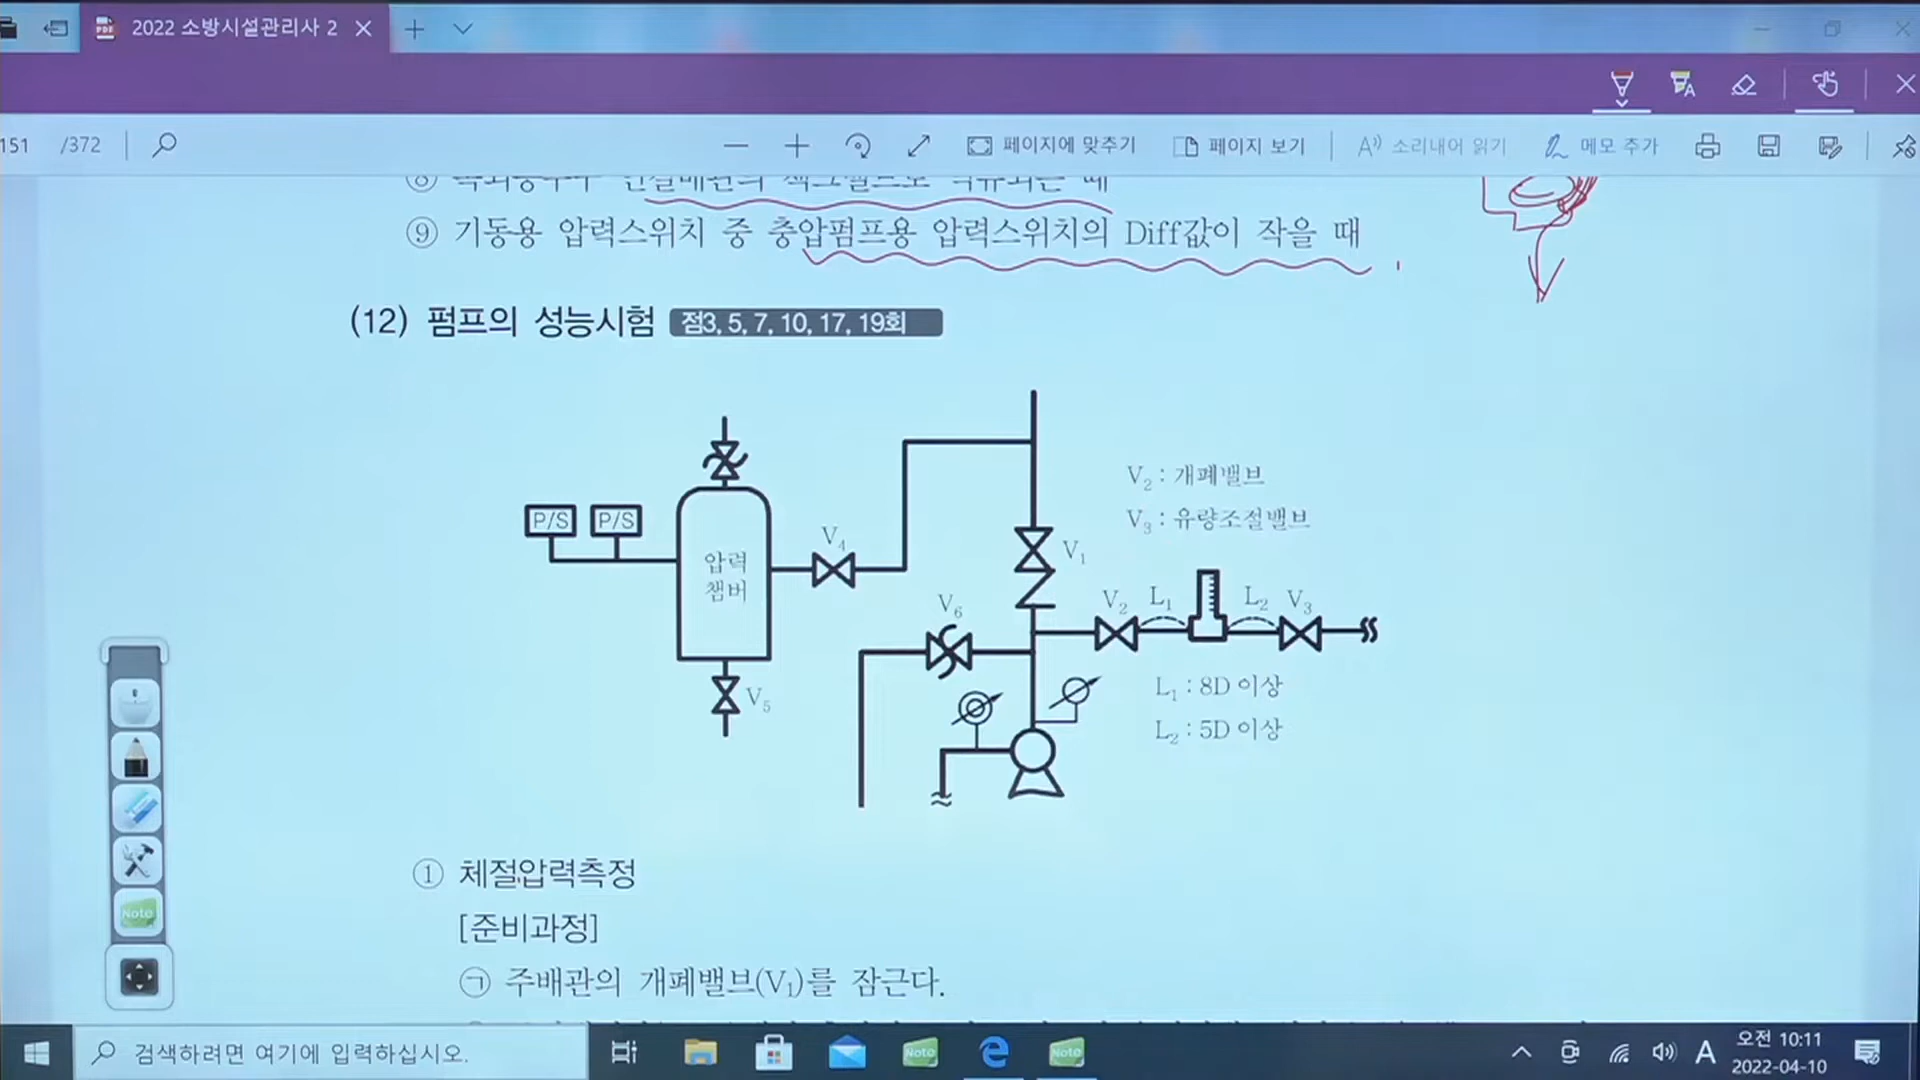 2022 소방시설관리사 2
151 /372
페이지에 맞추기
페이지 보기
소리내어 읽기
메모 추가
⑨ 기동용 압력스위치 중 충압펌프용 압력스위치의 Diff값이 작을 때
(12) 펌프의 성능시험 점3, 5, 7, 10, 17, 19회
V₂ : 개폐밸브
V₃ : 유량조절밸브
P/S P/S
압력
챔버
V₄
V₁
V₆
V₂ L₁ L₂ V₃
V₅
L₁ : 8D 이상
L₂ : 5D 이상
① 체절압력측정
[준비과정]
㉠ 주배관의 개폐밸브(V₁)를 잠근다.
Note
검색하려면 여기에 입력하십시오.
Note
Note
A
오전 10:11
2022-04-10